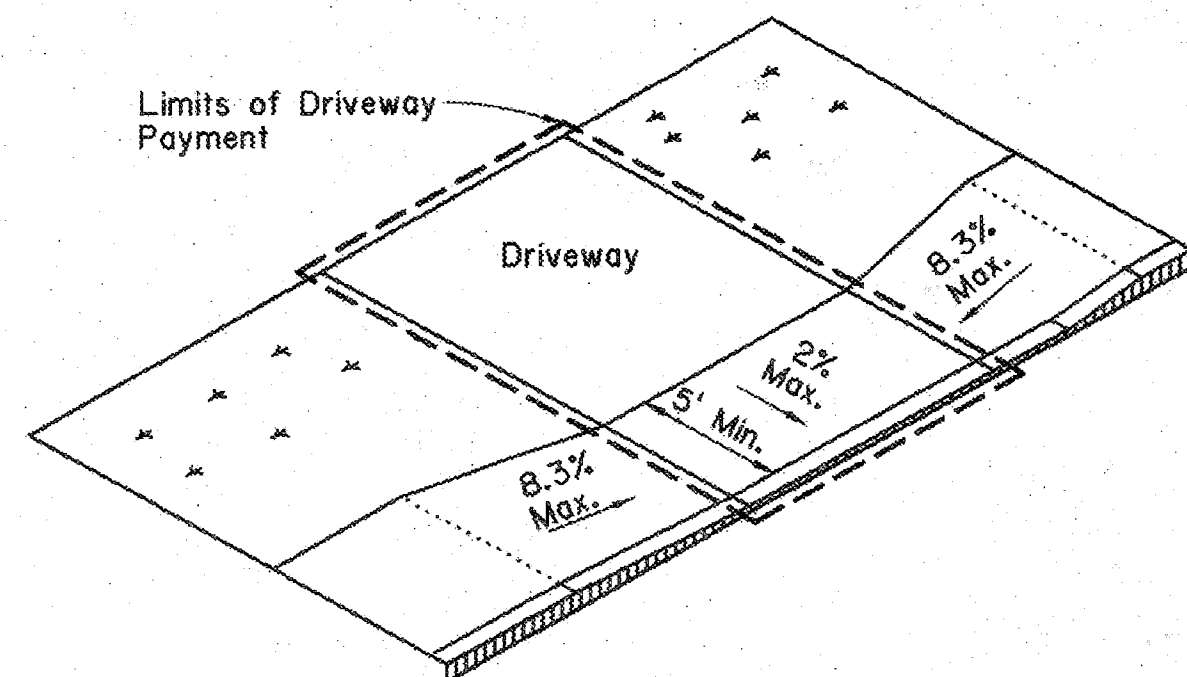 Limits of Driveway
Payment
Driveway
8.3%
Max.
2%
Max.
5' Min.
8.3%
Max.